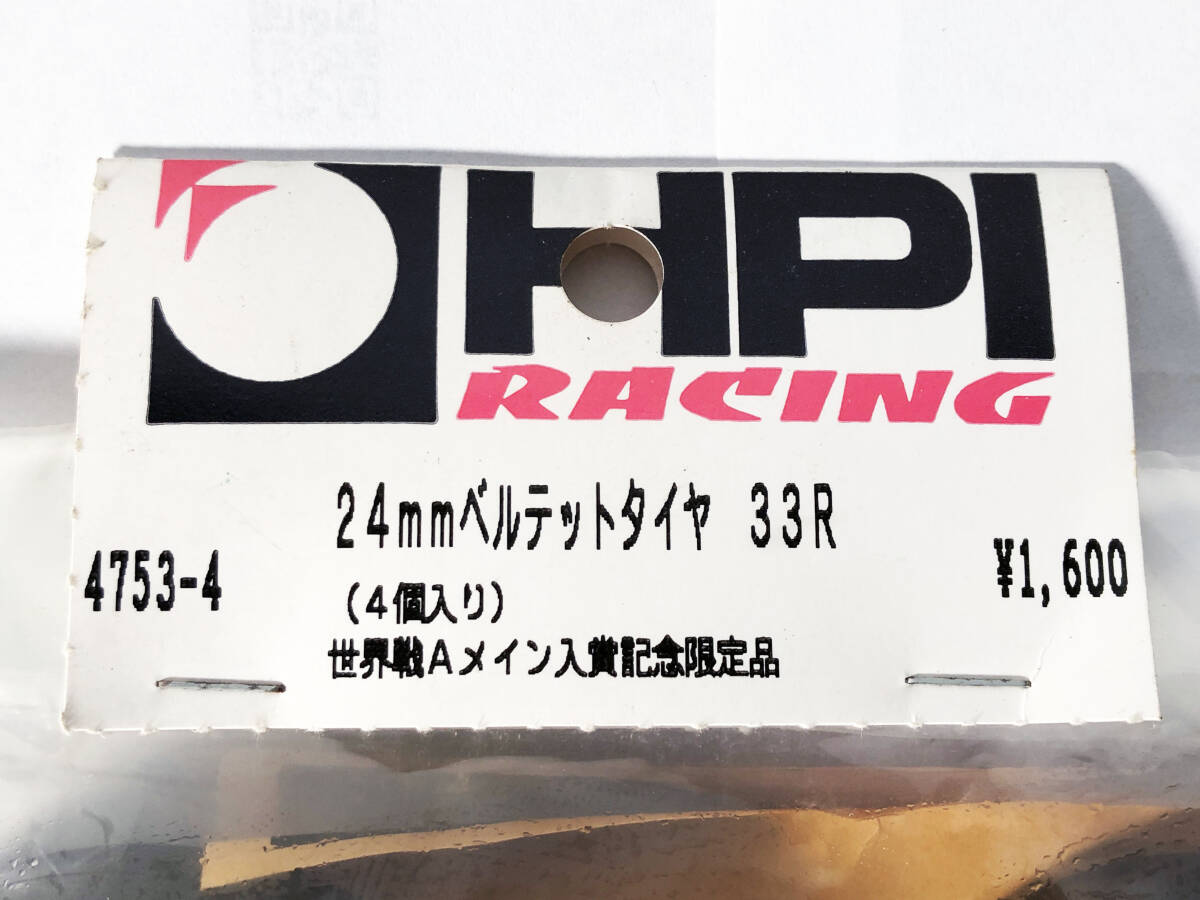 HPI
RACING
24mmベルテットタイヤ 33R
4753-4
¥1,600
(4個入り)
世界戦Aメイン入賞記念限定品